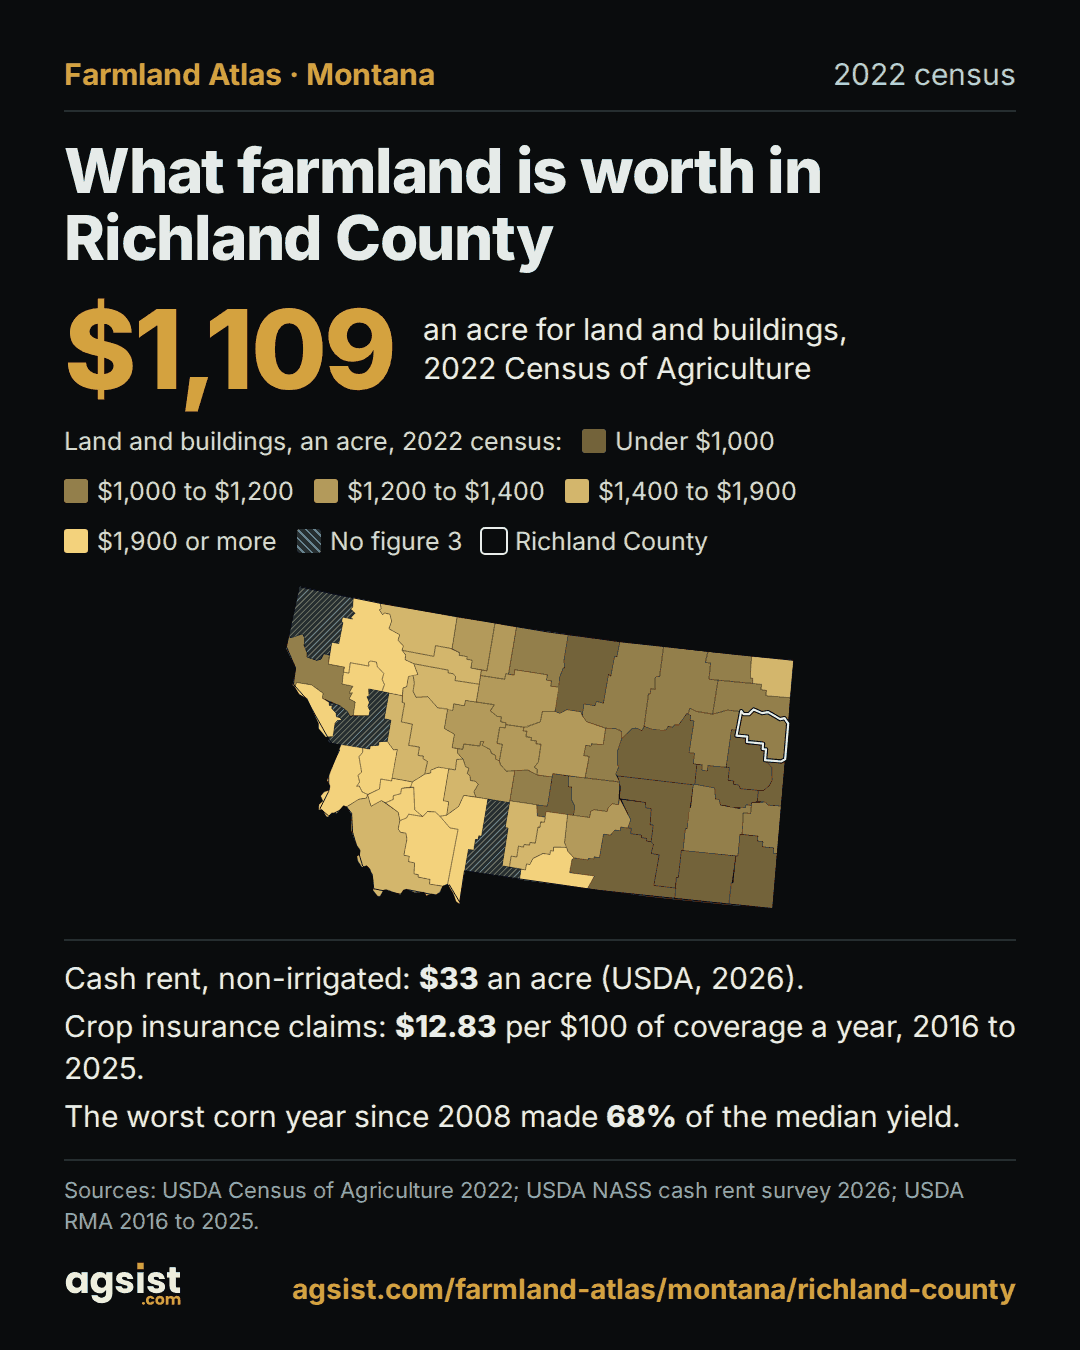 Farmland Atlas · Montana
2022 census
What farmland is worth in
Richland County
$1,109
an acre for land and buildings,
2022 Census of Agriculture
Land and buildings, an acre, 2022 census: Under $1,000
$1,000 to $1,200 $1,200 to $1,400 $1,400 to $1,900
$1,900 or more No figure 3 Richland County
Cash rent, non-irrigated: $33 an acre (USDA, 2026).
Crop insurance claims: $12.83 per $100 of coverage a year, 2016 to
2025.
The worst corn year since 2008 made 68% of the median yield.
Sources: USDA Census of Agriculture 2022; USDA NASS cash rent survey 2026; USDA
RMA 2016 to 2025.
agsist
.com
agsist.com/farmland-atlas/montana/richland-county